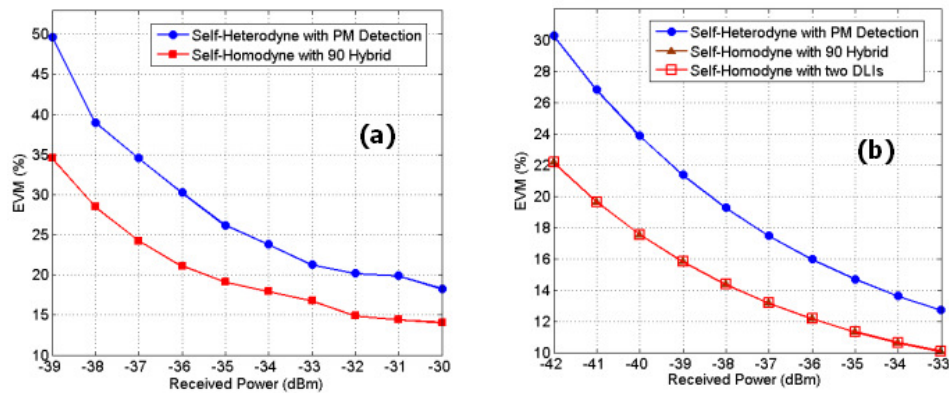 Self-Heterodyne with PM Detection
Self-Homodyne with 90 Hybrid
(a)
EVM (%)
50
45
40
35
30
25
20
15
10
-39 -38 -37 -36 -35 -34 -33 -32 -31 -30
Received Power (dBm)
Self-Heterodyne with PM Detection
Self-Homodyne with 90 Hybrid
Self-Homodyne with two DLIs
(b)
EVM (%)
30
28
26
24
22
20
18
16
14
12
10
-42 -41 -40 -39 -38 -37 -36 -35 -34 -33
Received Power (dBm)